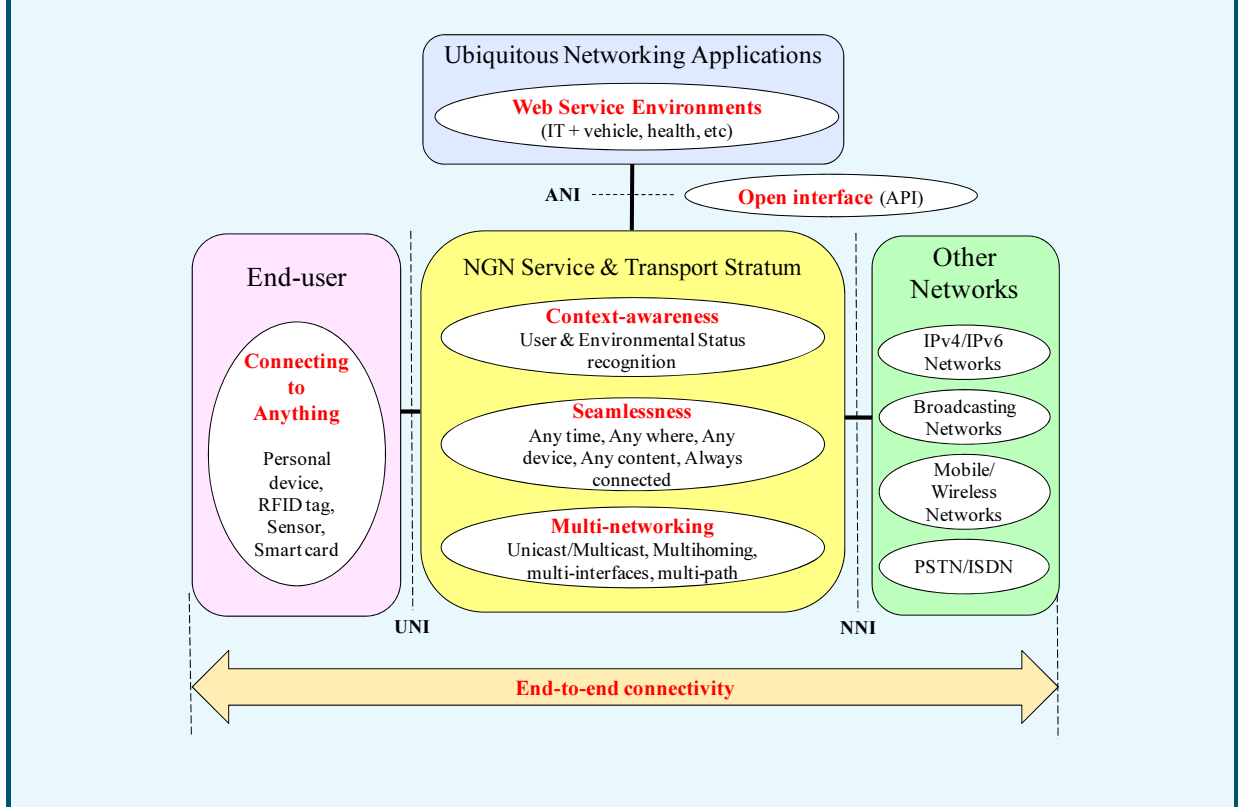 Ubiquitous Networking Applications
Web Service Environments
(IT + vehicle, health, etc)
ANI
Open interface (API)
End-user
Connecting
to
Anything
Personal
device,
RFID tag,
Sensor,
Smart card
NGN Service & Transport Stratum
Context-awareness
User & Environmental Status
recognition
Seamlessness
Any time, Any where, Any
device, Any content, Always
connected
Multi-networking
Unicast/Multicast, Multihoming,
multi-interfaces, multi-path
Other
Networks
IPv4/IPv6
Networks
Broadcasting
Networks
Mobile/
Wireless
Networks
PSTN/ISDN
UNI
NNI
End-to-end connectivity